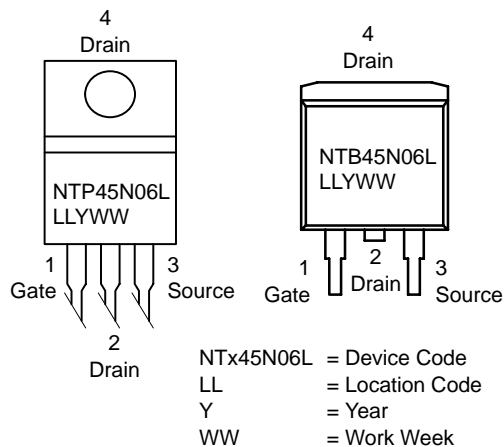 4
Drain
NTP45N06L
LLYWW
1
Gate
3
Source
2
Drain
4
Drain
NTB45N06L
LLYWW
1
Gate
2
Drain
3
Source
NTx45N06L = Device Code
LL = Location Code
Y = Year
WW = Work Week